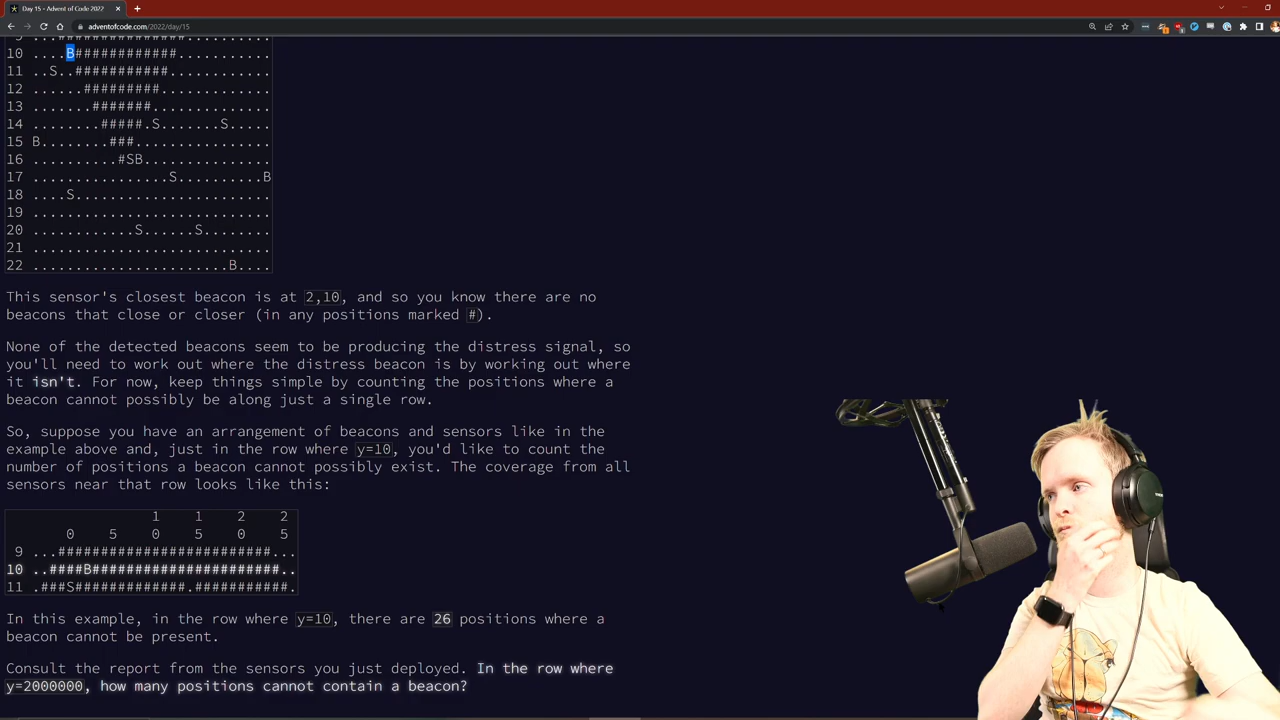 Day 15 - Advent of Code 2022
adventofcode.com/2022/day/15
10 ....B############...........
11 ..S..###########............
12 ......#########.............
13 .......#######..............
14 ........#####.S.......S.....
15 B........###................
16 ..........#SB...............
17 ................S..........B
18 ....S.......................
19 ............................
20 ............S......S........
21 ............................
22 .......................B....
This sensor's closest beacon is at 2,10, and so you know there are no
beacons that close or closer (in any positions marked #).
None of the detected beacons seem to be producing the distress signal, so
you'll need to work out where the distress beacon is by working out where
it isn't. For now, keep things simple by counting the positions where a
beacon cannot possibly be along just a single row.
So, suppose you have an arrangement of beacons and sensors like in the
example above and, just in the row where y=10, you'd like to count the
number of positions a beacon cannot possibly exist. The coverage from all
sensors near that row looks like this:
1 1 2 2
0 5 0 5 0 5
9 ...#########################...
10 ..####B######################..
11 .###S#############.###########.
In this example, in the row where y=10, there are 26 positions where a
beacon cannot be present.
Consult the report from the sensors you just deployed. In the row where
y=2000000, how many positions cannot contain a beacon?